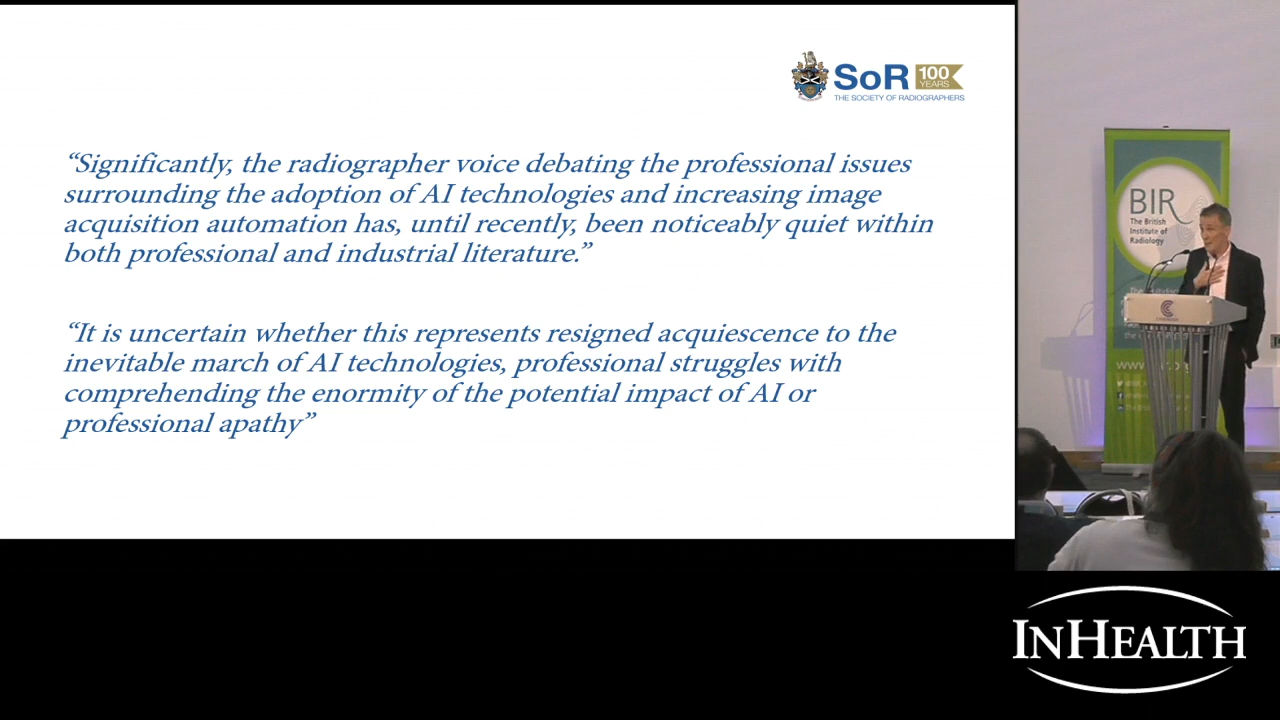 SoR 100
YEARS
THE SOCIETY OF RADIOGRAPHERS
“Significantly, the radiographer voice debating the professional issues
surrounding the adoption of AI technologies and increasing image
acquisition automation has, until recently, been noticeably quiet within
both professional and industrial literature.”
“It is uncertain whether this represents resigned acquiescence to the
inevitable march of AI technologies, professional struggles with
comprehending the enormity of the potential impact of AI or
professional apathy”
BIR
The British
Institute of
Radiology
INHEALTH